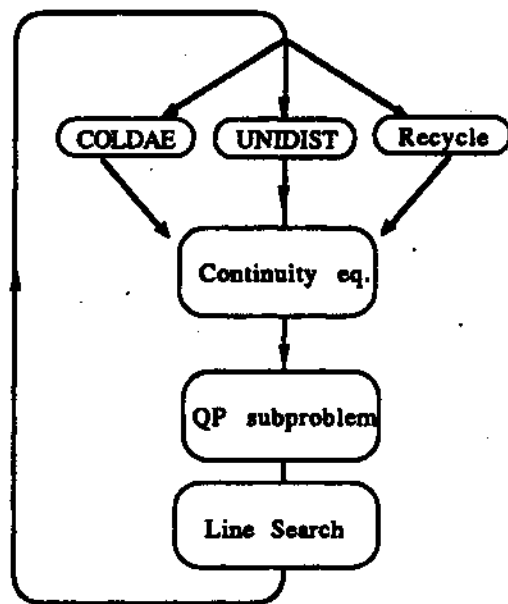 COLDAE
UNIDIST
Recycle
Continuity eq.
QP subproblem
Line Search